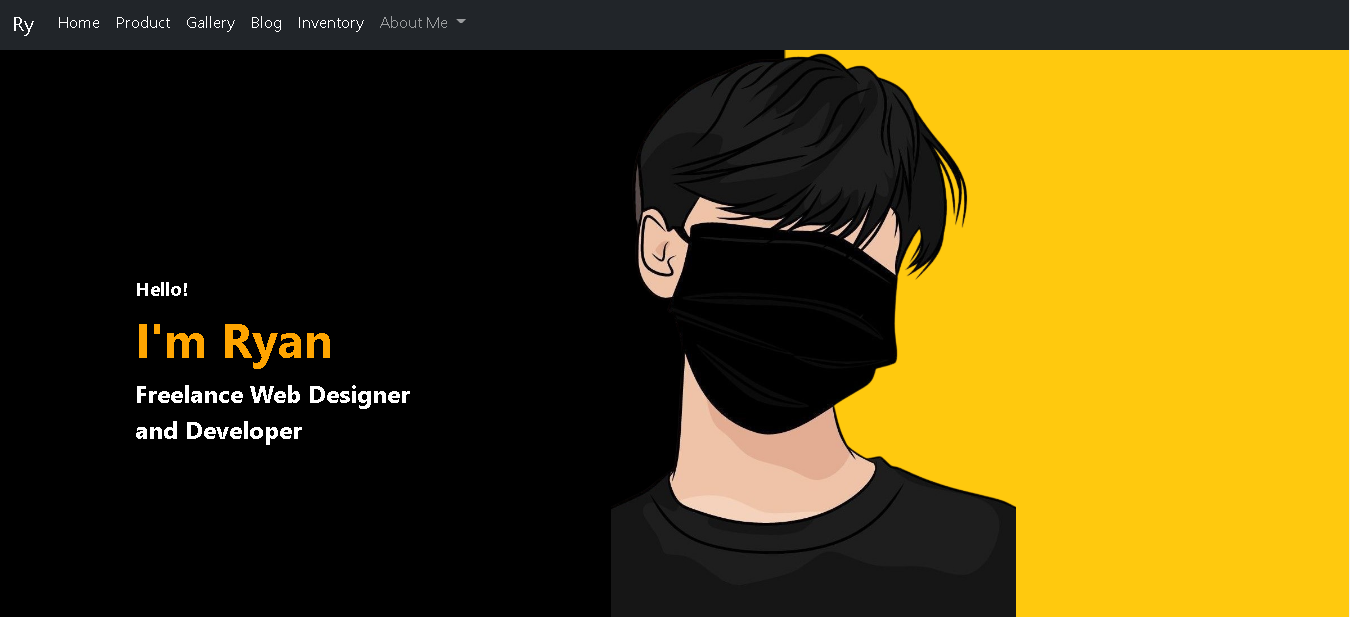 Ry Home Product Gallery Blog Inventory About Me
Hello!
I'm Ryan
Freelance Web Designer
and Developer